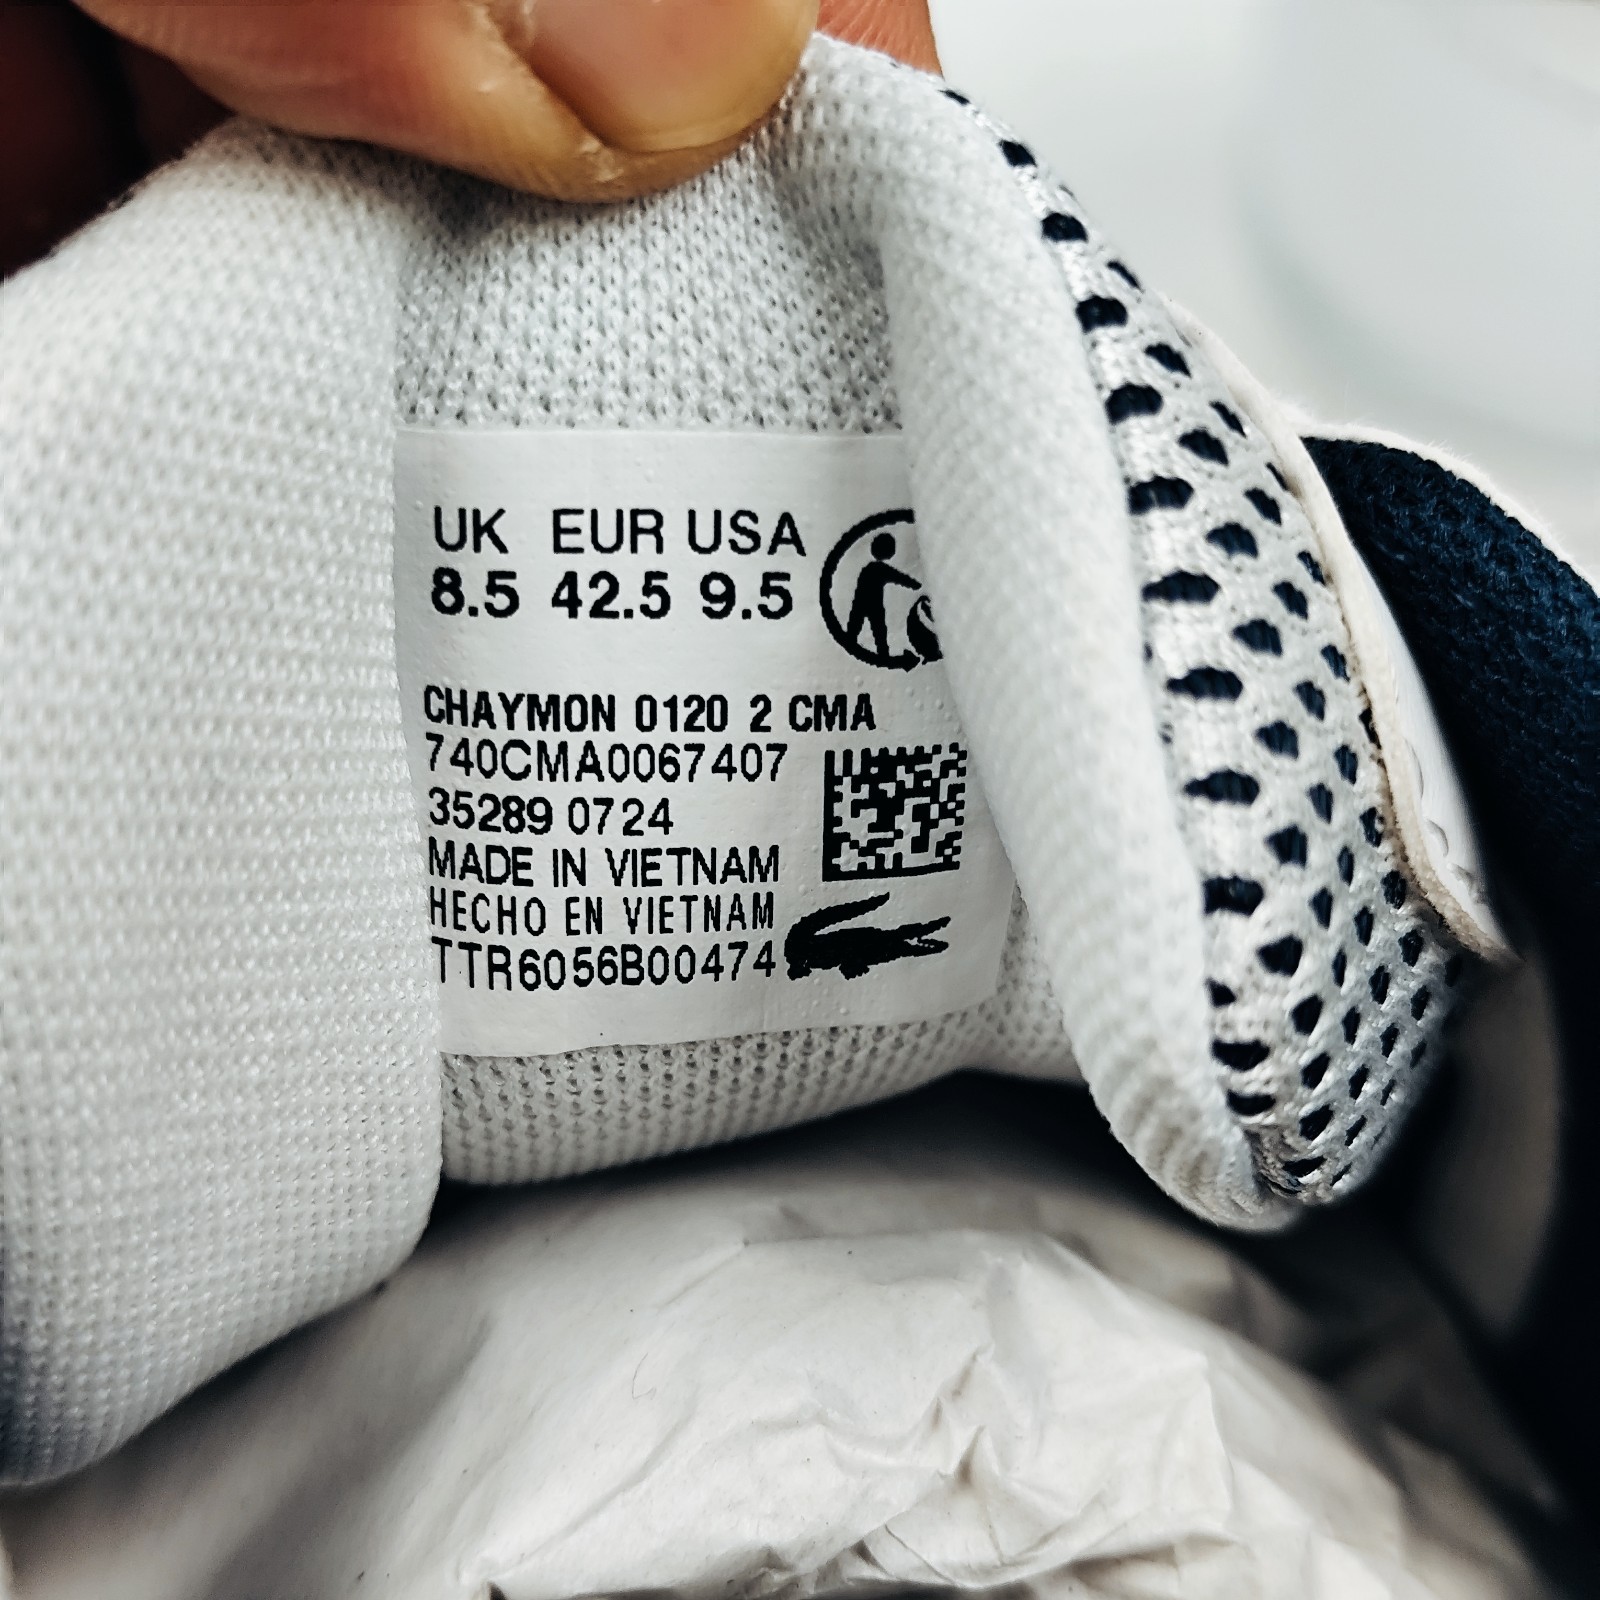 UK EUR USA
8.5 42.5 9.5
CHAYMON 0120 2 CMA
740CMA0067407
35289 0724
MADE IN VIETNAM
HECHO EN VIETNAM
TTR6056B00474